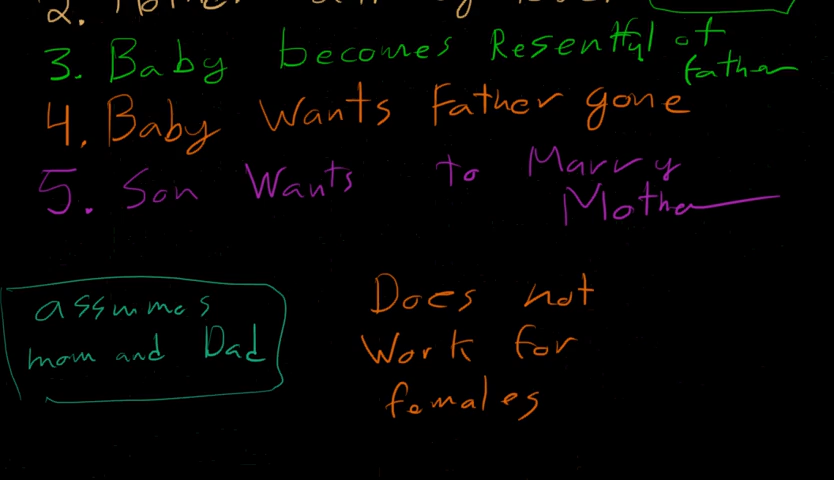 2.
3. Baby becomes Resentful of
father
4. Baby Wants Father gone
5. Son Wants to Marry
Mother
assumes
mom and Dad
Does not
Work for
females